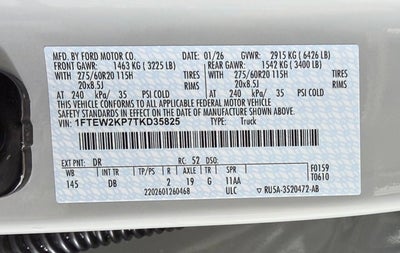 MFD. BY FORD MOTOR CO. 01/26 GVWR: 2915 KG ( 6426 LB)
FRONT GAWR: 1463 KG ( 3225 LB) REAR GAWR: 1542 KG ( 3400 LB)
WITH 275/60R20 115H TIRES WITH 275/60R20 115H TIRES
20x8.5J RIMS 20x8.5J RIMS
AT 240 kPa/ 35 PSI COLD AT 240 kPa/ 35 PSI COLD
THIS VEHICLE CONFORMS TO ALL APPLICABLE FEDERAL MOTOR VEHICLE
SAFETY STANDARDS IN EFFECT ON THE DATE OF MANUFACTURE SHOWN ABOVE.
VIN: 1FTEW2KP7TKD35825 TYPE: Truck
EXT PNT: DR RC: 52 F0159
WB INT TR TP/PS R AXLE TR SPR T0610
145 DB 2 19 G 11AA
2202601260468 ULC RU5A-3520472-AB